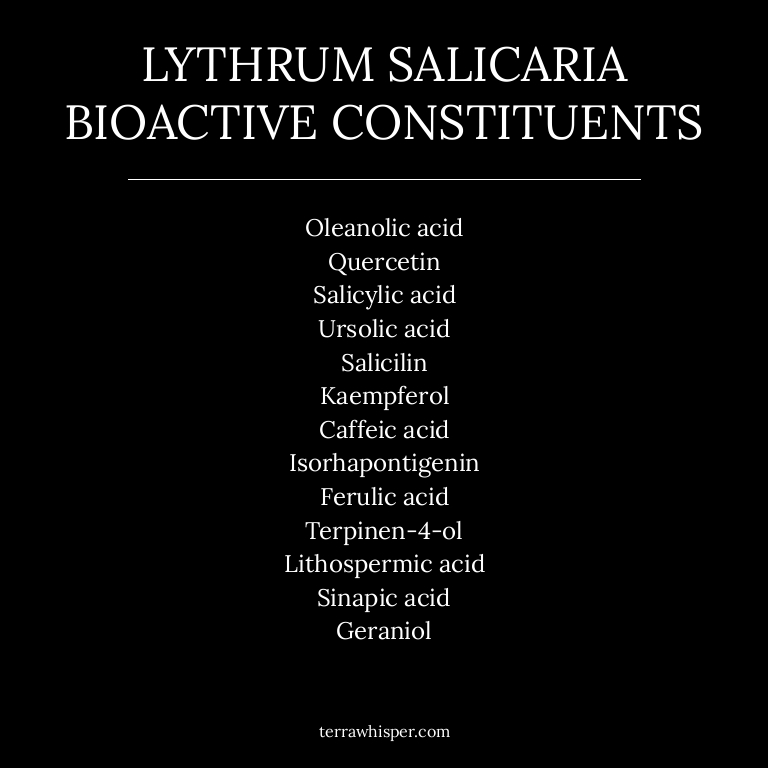 LYTHRUM SALICARIA
BIOACTIVE CONSTITUENTS
Oleanolic acid
Quercetin
Salicylic acid
Ursolic acid
Salicilin
Kaempferol
Caffeic acid
Isorhapontigenin
Ferulic acid
Terpinen-4-ol
Lithospermic acid
Sinapic acid
Geraniol
terrawhisper.com